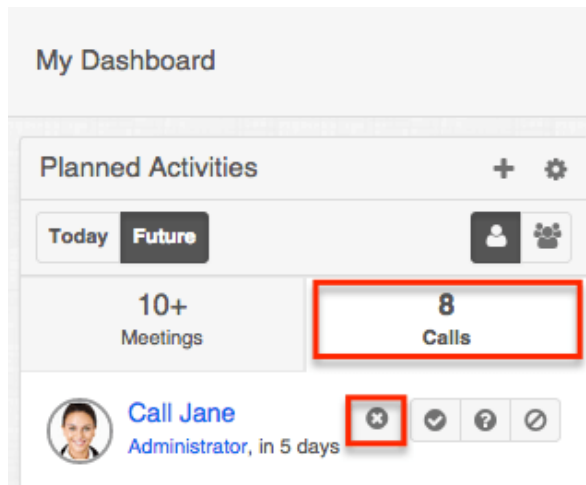 My Dashboard
Planned Activities
Today Future
10+ 8
Meetings Calls
Call Jane
Administrator, in 5 days